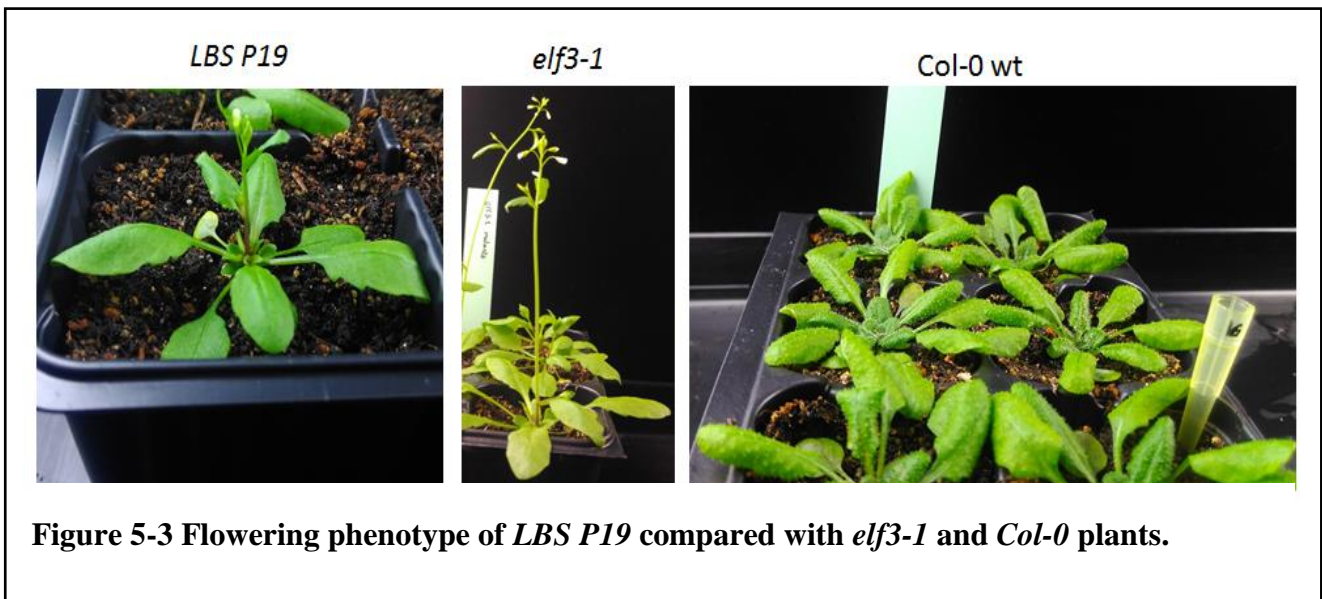 LBS P19
elf3-1
Col-0 wt
Figure 5-3 Flowering phenotype of LBS P19 compared with elf3-1 and Col-0 plants.